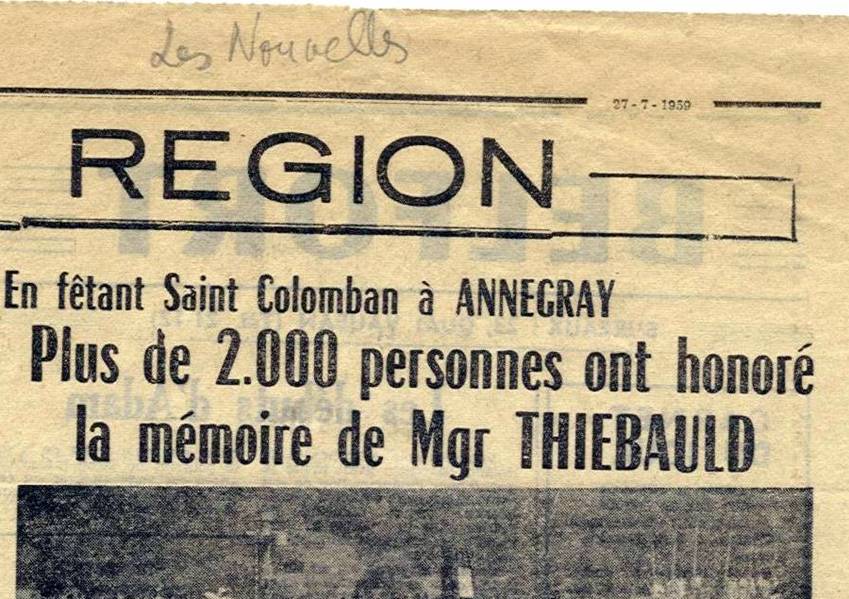 Les Nouvelles
27-7-1959
REGION
En fêtant Saint Colomban à ANNEGRAY
Plus de 2.000 personnes ont honoré
la mémoire de Mgr THIEBAULD